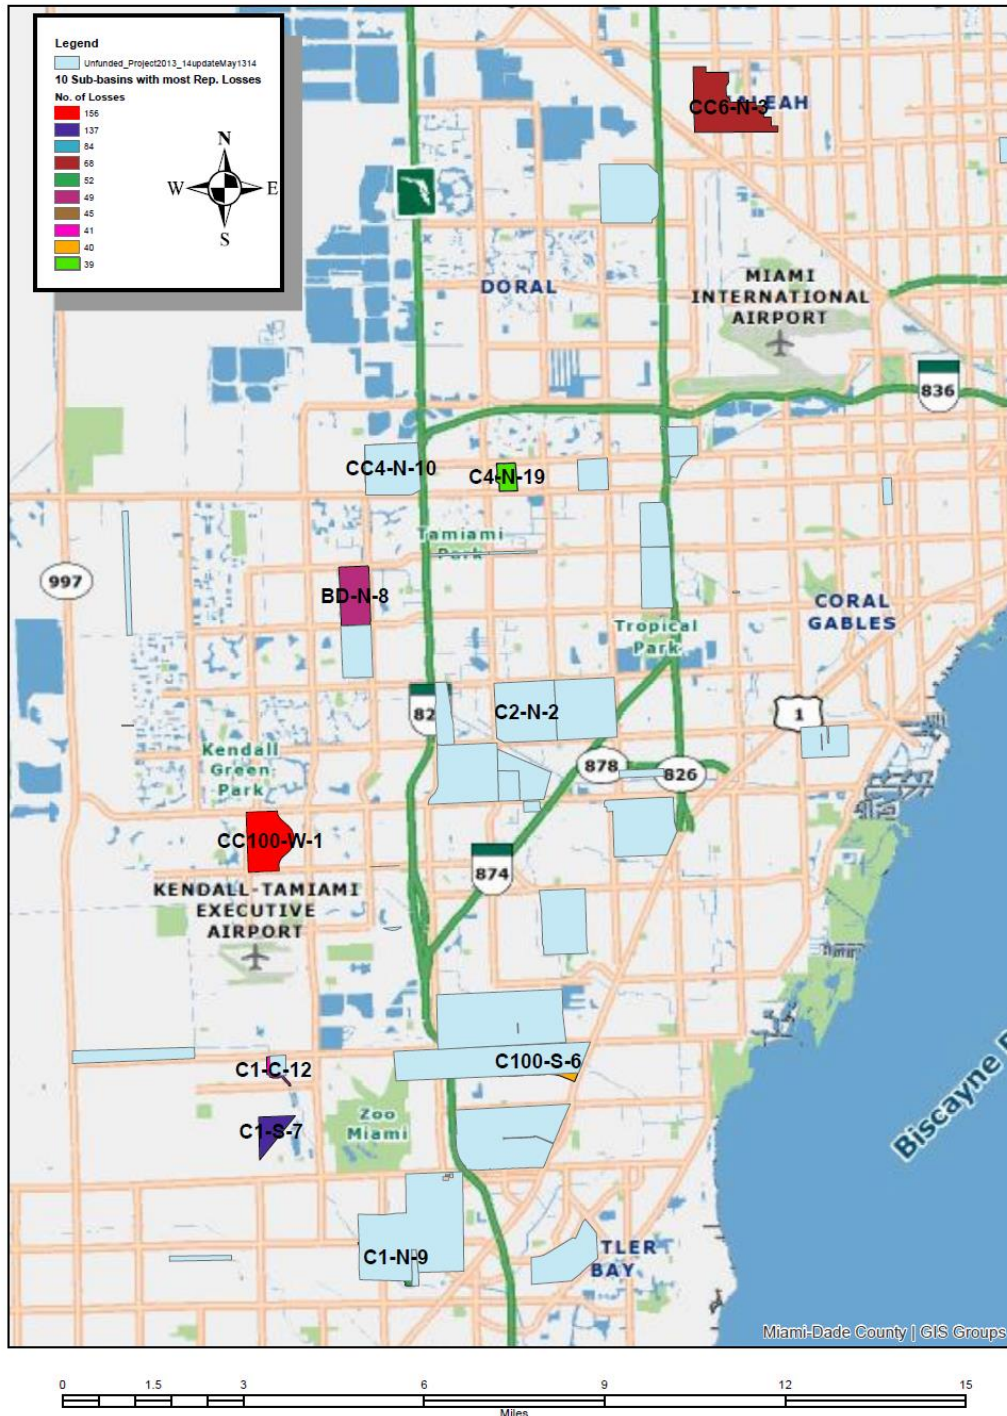 Legend
Unfunded_Project2013_14updateMay1314
10 Sub-basins with most Rep. Losses
No. of Losses
156
137
84
68
52
49
45
41
40
39
N
W E
S
CC6-N-3
ALEAH
DORAL
MIAMI
INTERNATIONAL
AIRPORT
836
CC4-N-10
C4-N-19
Tamiami
Park
997
BD-N-8
CORAL
GABLES
Tropical
Park
82
C2-N-2
1
Kendall
Green
Park
878
826
CC100-W-1
874
KENDALL-TAMIAMI
EXECUTIVE
AIRPORT
C100-S-6
C1-C-12
Zoo
Miami
C1-S-7
Biscayne
C1-N-9
TLER
BAY
Miami-Dade County | GIS Groups
0 1.5 3 6 9 12 15
Miles